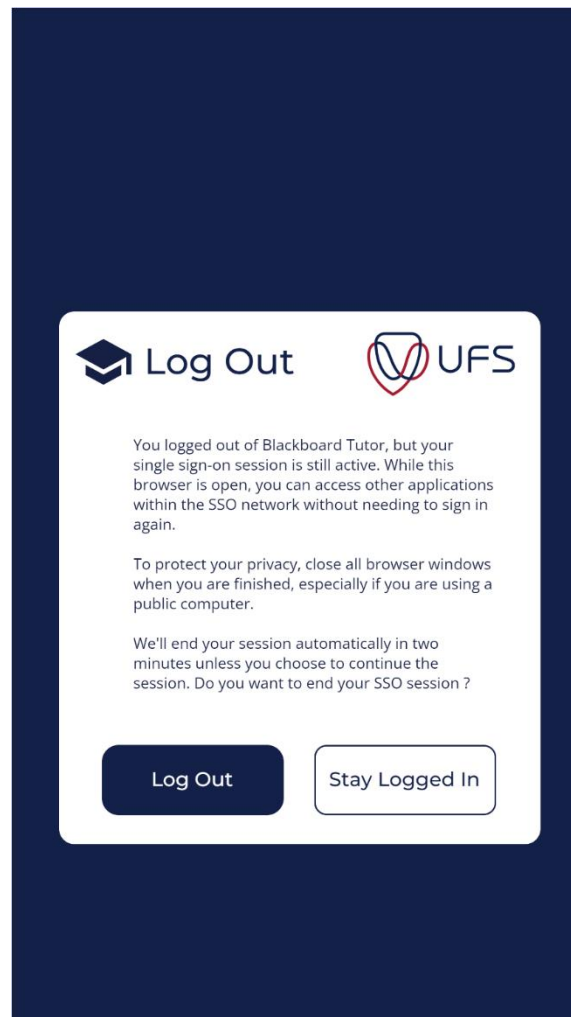 Log Out
UFS
You logged out of Blackboard Tutor, but your
single sign-on session is still active. While this
browser is open, you can access other applications
within the SSO network without needing to sign in
again.
To protect your privacy, close all browser windows
when you are finished, especially if you are using a
public computer.
We'll end your session automatically in two
minutes unless you choose to continue the
session. Do you want to end your SSO session ?
Log Out
Stay Logged In